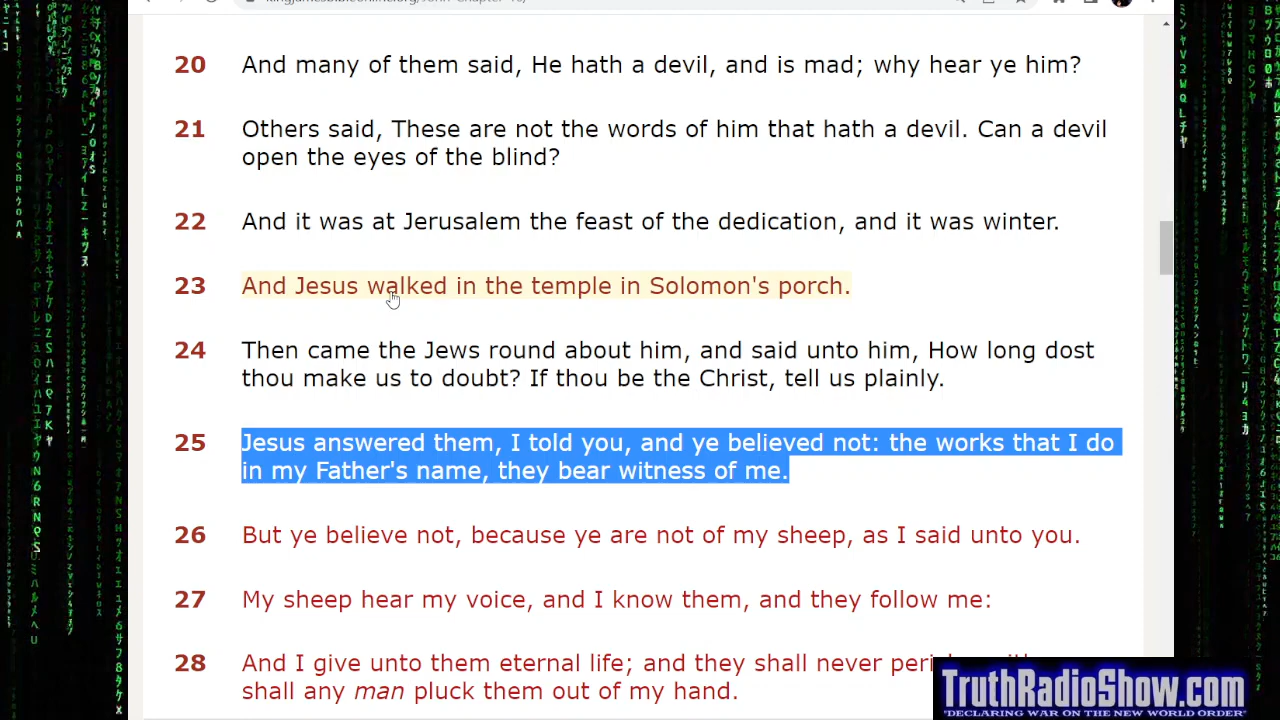 20 And many of them said, He hath a devil, and is mad; why hear ye him?
21 Others said, These are not the words of him that hath a devil. Can a devil
open the eyes of the blind?
22 And it was at Jerusalem the feast of the dedication, and it was winter.
23 And Jesus walked in the temple in Solomon's porch.
24 Then came the Jews round about him, and said unto him, How long dost
thou make us to doubt? If thou be the Christ, tell us plainly.
25 Jesus answered them, I told you, and ye believed not: the works that I do
in my Father's name, they bear witness of me.
26 But ye believe not, because ye are not of my sheep, as I said unto you.
27 My sheep hear my voice, and I know them, and they follow me:
28 And I give unto them eternal life; and they shall never
shall any man pluck them out of my hand.
TruthRadioShow.com
"DECLARING WAR ON THE NEW WORLD ORDER"